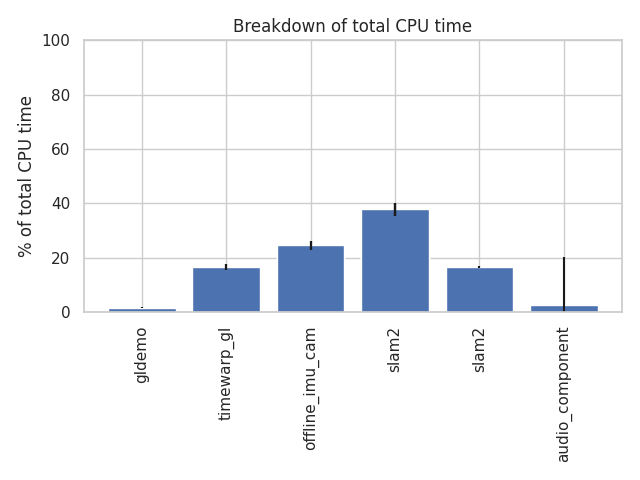 Breakdown of total CPU time
% of total CPU time
100
80
60
40
20
0
gldemo
timewarp_gl
offline_imu_cam
slam2
slam2
audio_component